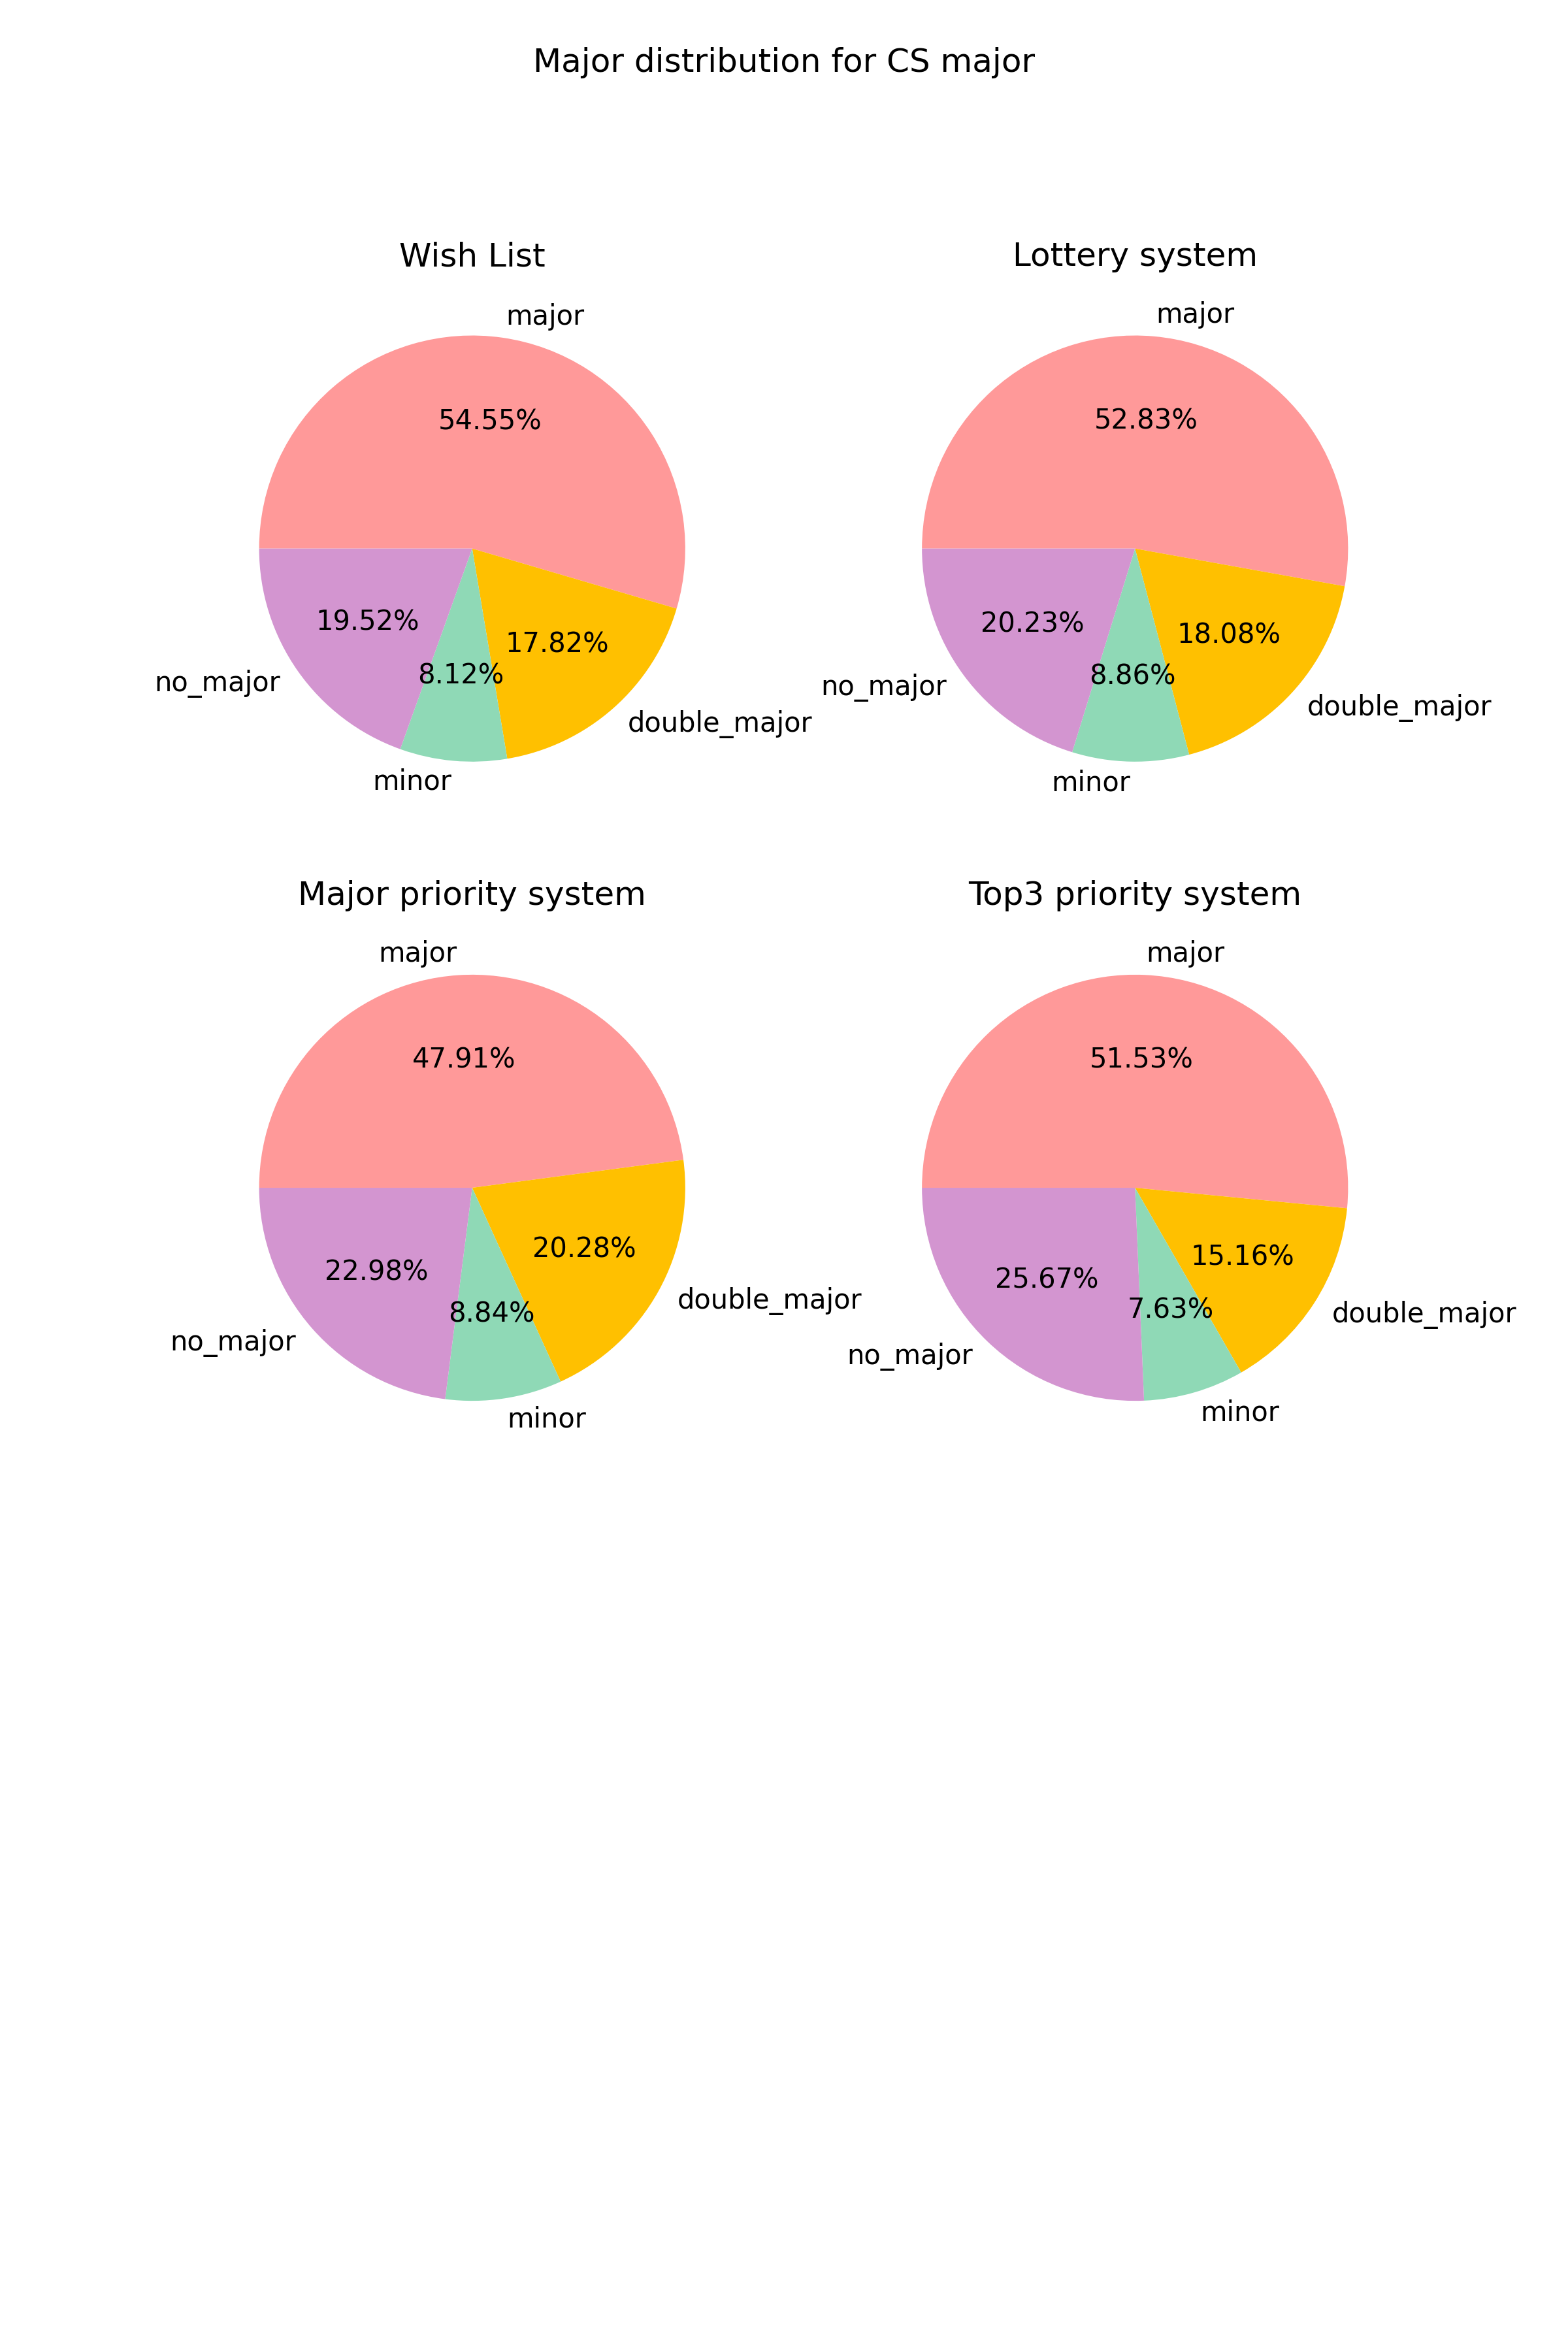 Major distribution for CS major
Wish List
major
54.55%
19.52%
8.12%
17.82%
no_major
minor
double_major
Lottery system
major
52.83%
20.23%
8.86%
18.08%
no_major
minor
double_major
Major priority system
major
47.91%
22.98%
8.84%
20.28%
no_major
minor
double_major
Top3 priority system
major
51.53%
25.67%
7.63%
15.16%
no_major
minor
double_major